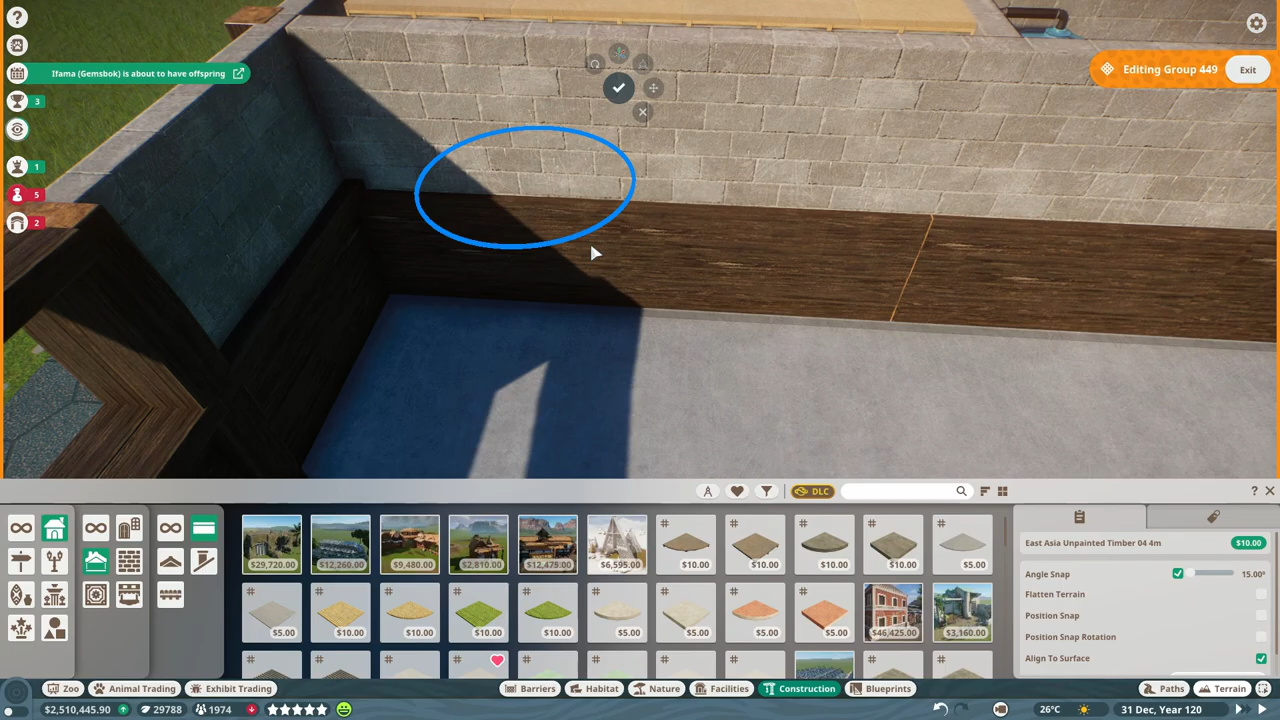 Ifama (Gemsbok) is about to have offspring
3
1
5
2
Editing Group 449
Exit
DLC
$29,720.00
$12,260.00
$9,480.00
$2,810.00
$12,475.00
$6,595.00
$10.00
$10.00
$10.00
$10.00
$5.00
$5.00
$10.00
$10.00
$10.00
$10.00
$5.00
$5.00
$5.00
$5.00
$46,425.00
$3,160.00
East Asia Unpainted Timber 04 4m
$10.00
Angle Snap
15.00°
Flatten Terrain
Position Snap
Position Snap Rotation
Align To Surface
Zoo
Animal Trading
Exhibit Trading
Barriers
Habitat
Nature
Facilities
Construction
Blueprints
Paths
Terrain
$2,510,445.90
29788
1974
26°C
31 Dec, Year 120